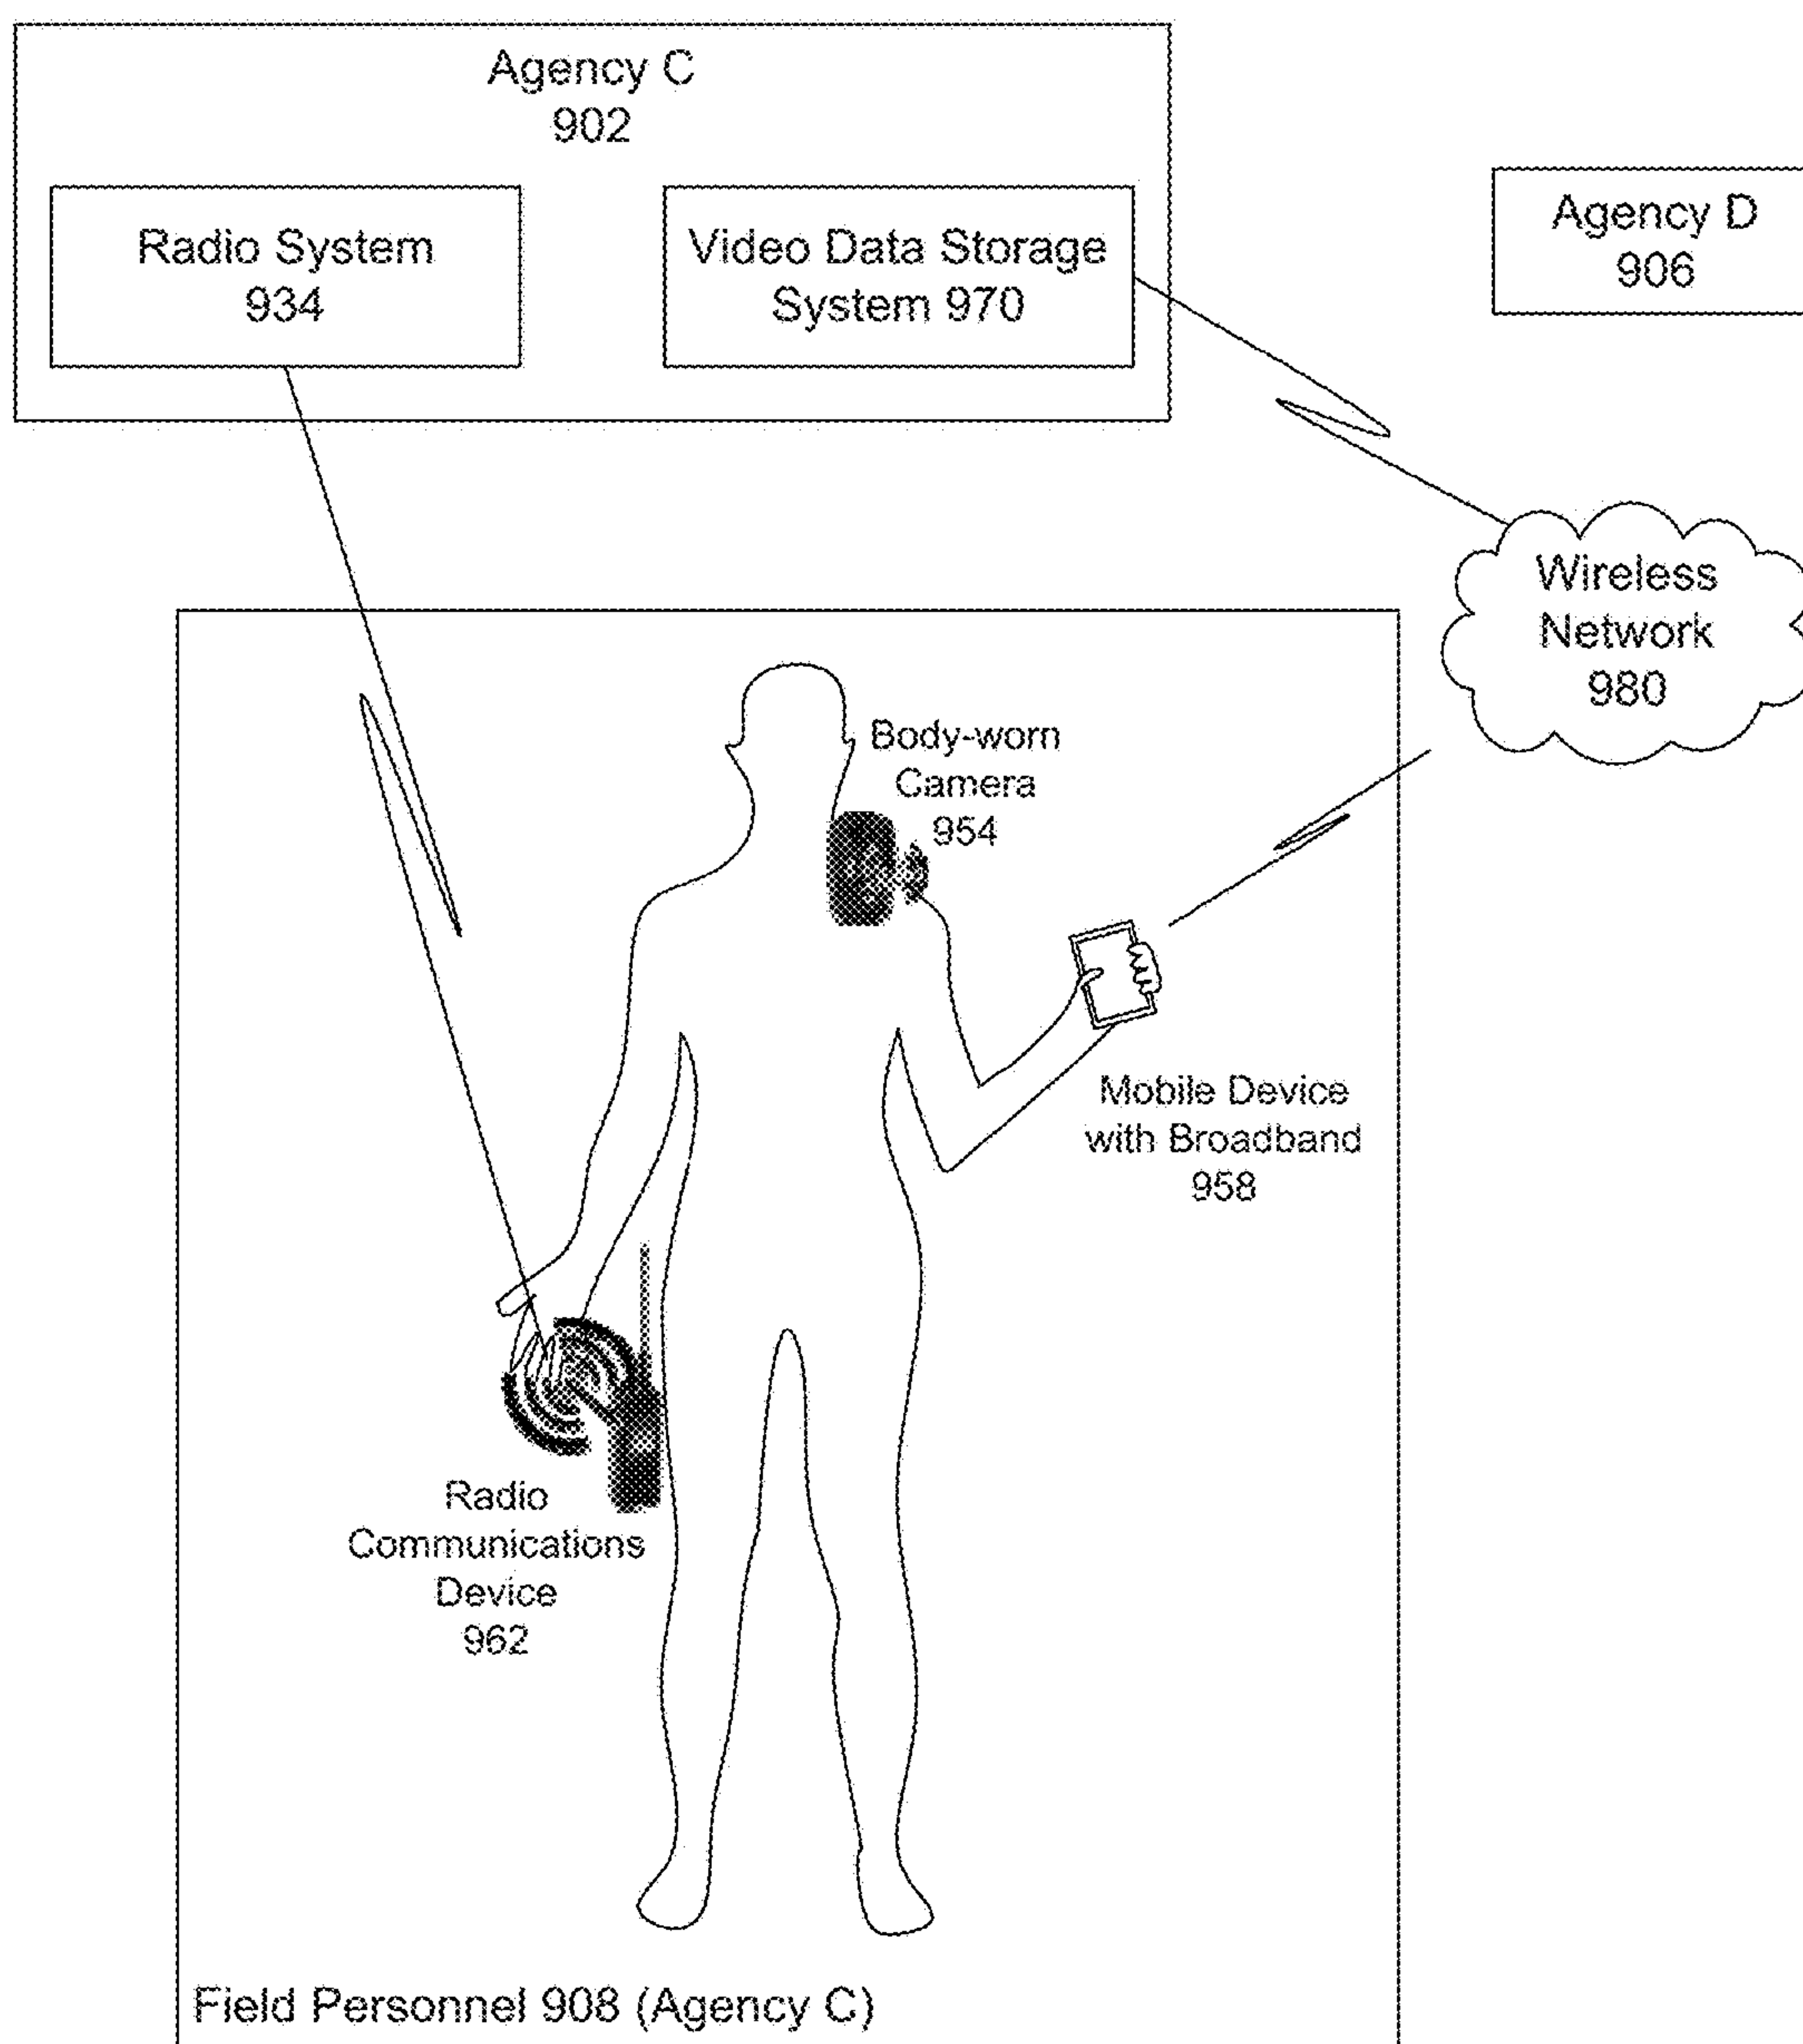 Agency C
902
Radio System
934
Video Data Storage
System 970
Agency D
906
Wireless
Network
980
Body-worn
Camera
954
Mobile Device
with Broadband
958
Radio
Communications
Device
962
Field Personnel 908 (Agency C)